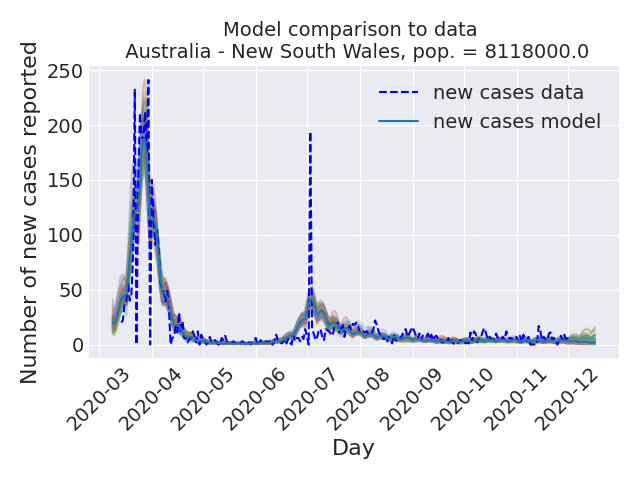 Model comparison to data
Australia - New South Wales, pop. = 8118000.0
Number of new cases reported
250
200
150
100
50
0
new cases data
new cases model
2020-03
2020-04
2020-05
2020-06
2020-07
2020-08
2020-09
2020-10
2020-11
2020-12
Day